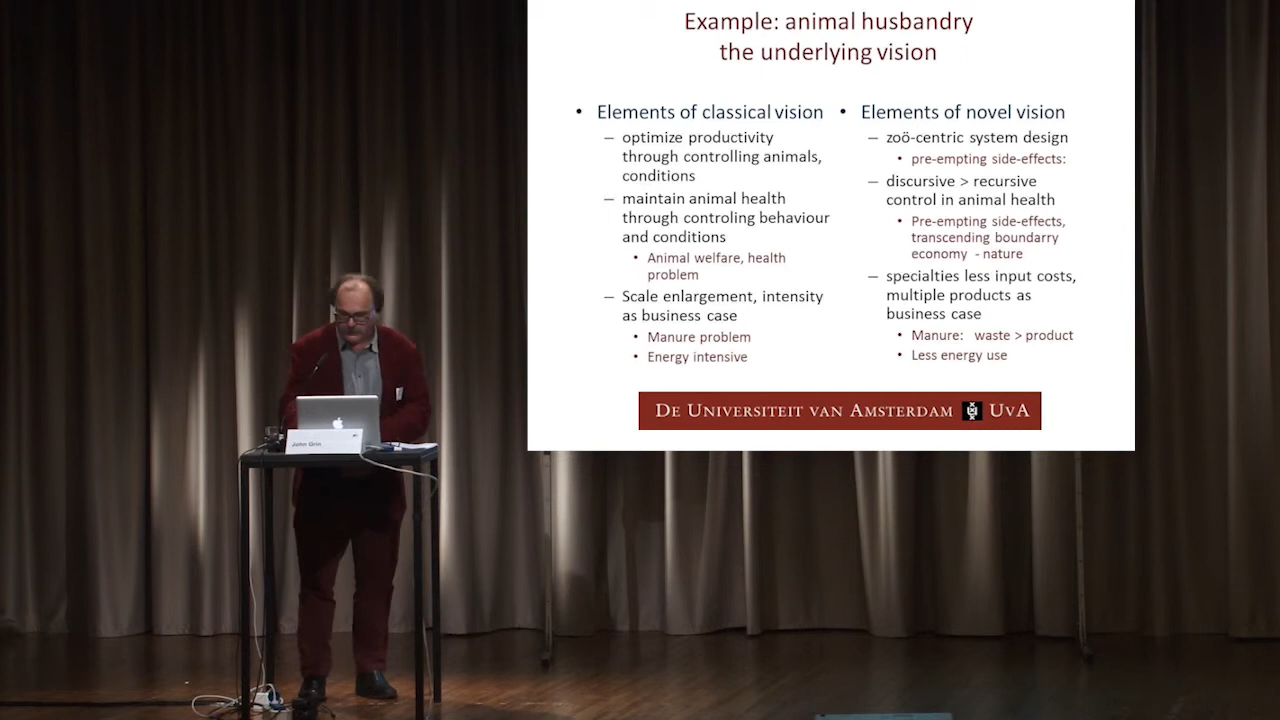 Example: animal husbandry
the underlying vision
• Elements of classical vision
– optimize productivity
through controlling animals,
conditions
– maintain animal health
through controling behaviour
and conditions
• Animal welfare, health
problem
– Scale enlargement, intensity
as business case
• Manure problem
• Energy intensive
• Elements of novel vision
– zoö-centric system design
• pre-empting side-effects:
– discursive > recursive
control in animal health
• Pre-empting side-effects,
transcending boundarry
economy - nature
– specialties less input costs,
multiple products as
business case
• Manure: waste > product
• Less energy use
DE UNIVERSITEIT VAN AMSTERDAM UVA
John Grin